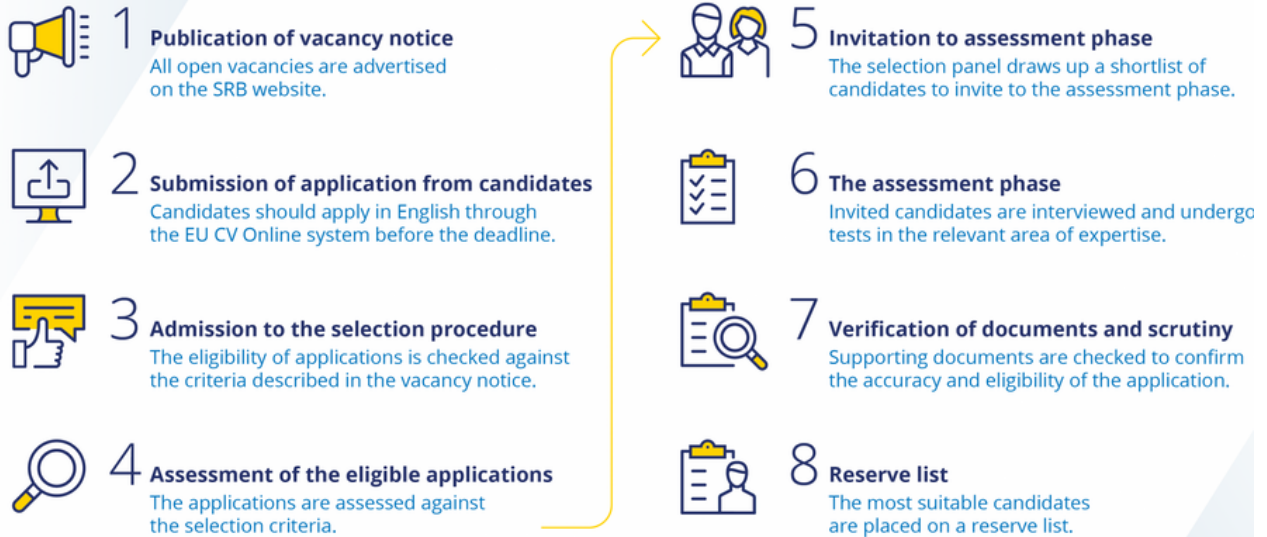 1 Publication of vacancy notice
All open vacancies are advertised
on the SRB website.
2 Submission of application from candidates
Candidates should apply in English through
the EU CV Online system before the deadline.
3 Admission to the selection procedure
The eligibility of applications is checked against
the criteria described in the vacancy notice.
4 Assessment of the eligible applications
The applications are assessed against
the selection criteria.
5 Invitation to assessment phase
The selection panel draws up a shortlist of
candidates to invite to the assessment phase.
6 The assessment phase
Invited candidates are interviewed and undergo
tests in the relevant area of expertise.
7 Verification of documents and scrutiny
Supporting documents are checked to confirm
the accuracy and eligibility of the application.
8 Reserve list
The most suitable candidates
are placed on a reserve list.